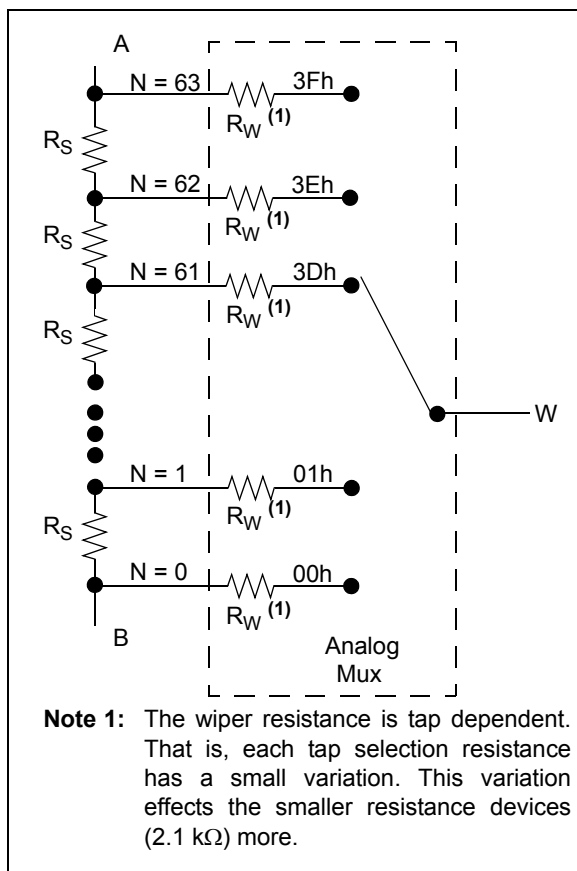 A
N = 63
3Fh
RW (1)
RS
N = 62
3Eh
RW (1)
RS
N = 61
3Dh
RW (1)
RS
W
N = 1
01h
RW (1)
RS
N = 0
00h
RW (1)
B
Analog
Mux
Note 1: The wiper resistance is tap dependent.
That is, each tap selection resistance
has a small variation. This variation
effects the smaller resistance devices
(2.1 kΩ) more.